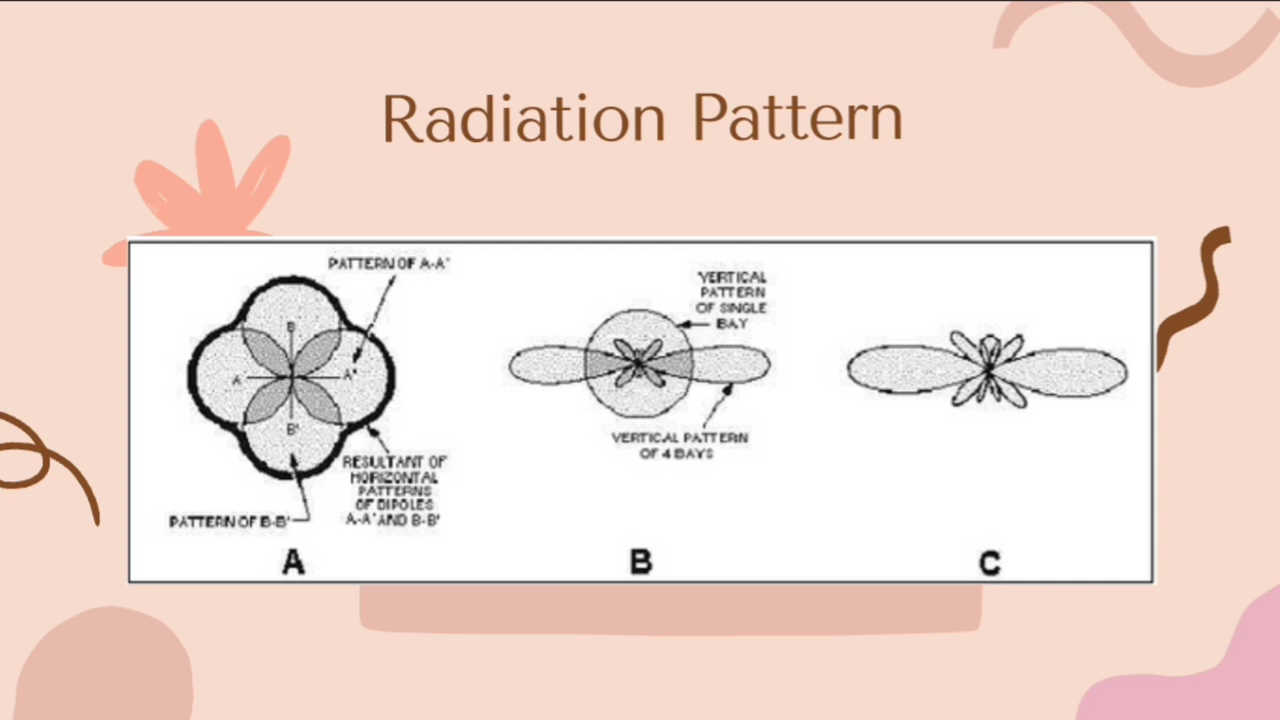 Radiation Pattern
PATTERN OF A-A'
B
A
A'
B'
PATTERN OF B-B'
RESULTANT OF
HORIZONTAL
PATTERNS
OF DIPOLES
A-A' AND B-B'
A
VERTICAL
PATTERN
OF SINGLE
BAY
VERTICAL PATTERN
OF 4 BAYS
B
C